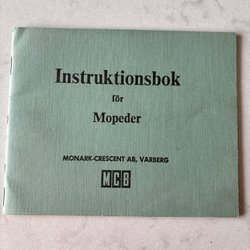 Instruktionsbok
för
Mopeder
MONARK-CRESCENT AB, VARBERG
MCB